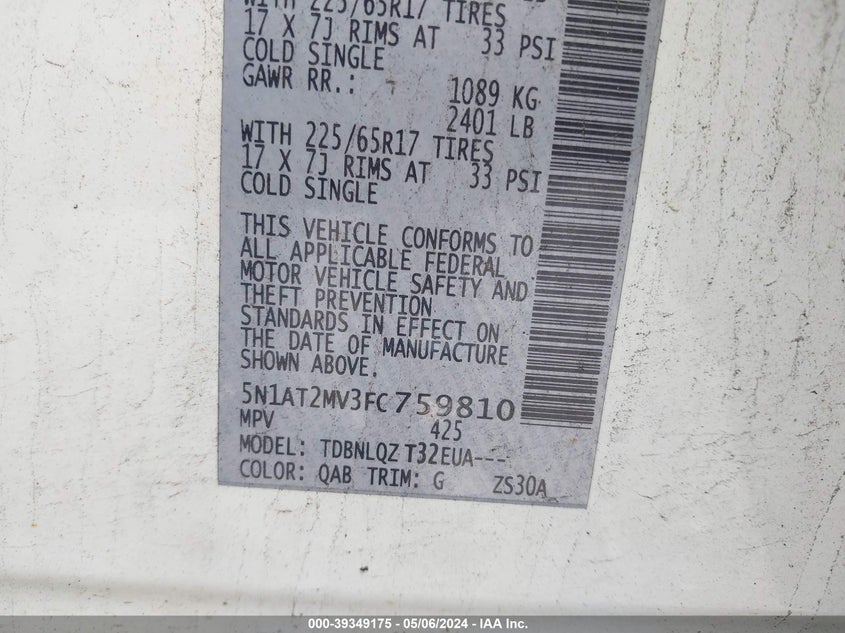 WITH 225/65R17 TIRES
17 X 7J RIMS AT 33 PSI
COLD SINGLE
GAWR RR.: 1089 KG
2401 LB
WITH 225/65R17 TIRES
17 X 7J RIMS AT 33 PSI
COLD SINGLE
THIS VEHICLE CONFORMS TO
ALL APPLICABLE FEDERAL
MOTOR VEHICLE SAFETY AND
THEFT PREVENTION
STANDARDS IN EFFECT ON
THE DATE OF MANUFACTURE
SHOWN ABOVE.
5N1AT2MV3FC759810
MPV 425
MODEL: TDBNLQZ T32EUA---
COLOR: QAB TRIM: G ZS30A
000-39349175 - 05/06/2024 - IAA Inc.